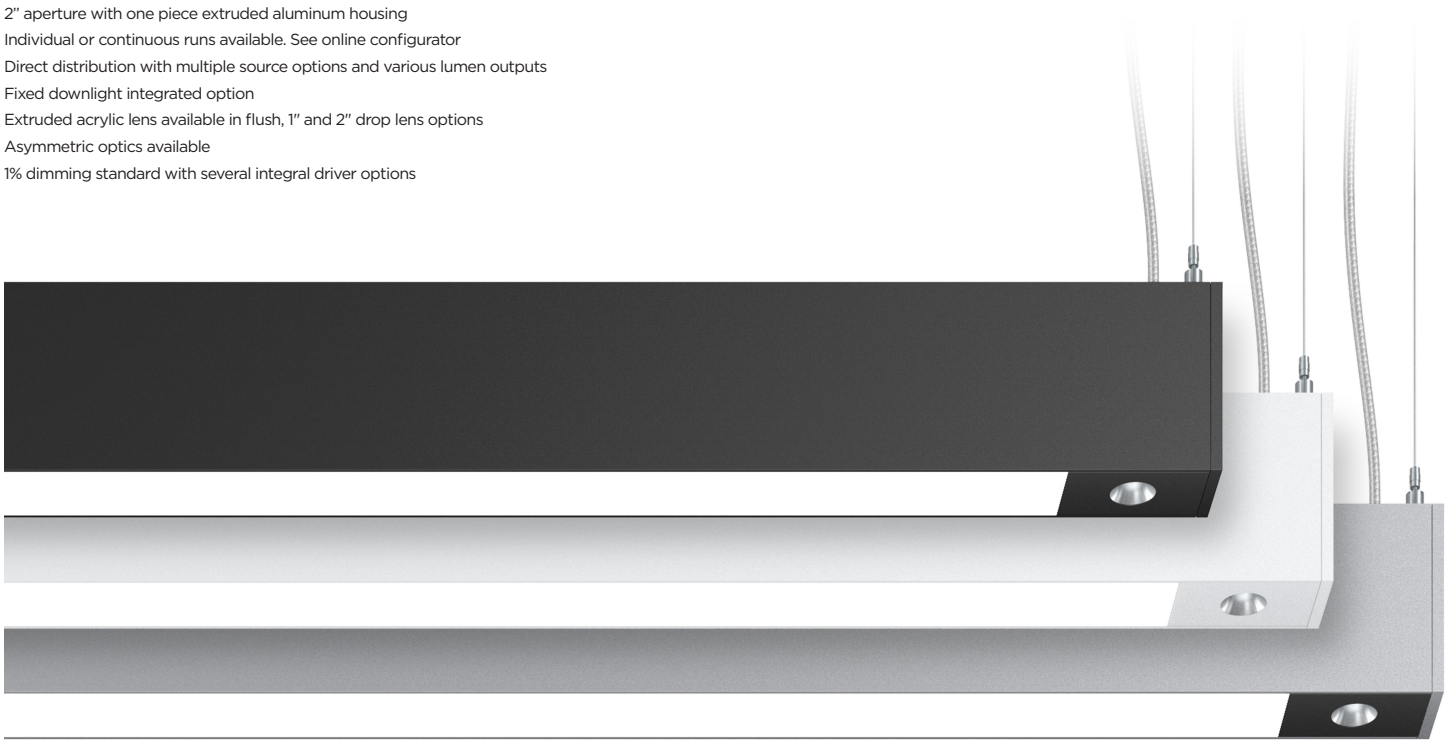 2” aperture with one piece extruded aluminum housing
Individual or continuous runs available. See online configurator
Direct distribution with multiple source options and various lumen outputs
Fixed downlight integrated option
Extruded acrylic lens available in flush, 1" and 2" drop lens options
Asymmetric optics available
1% dimming standard with several integral driver options